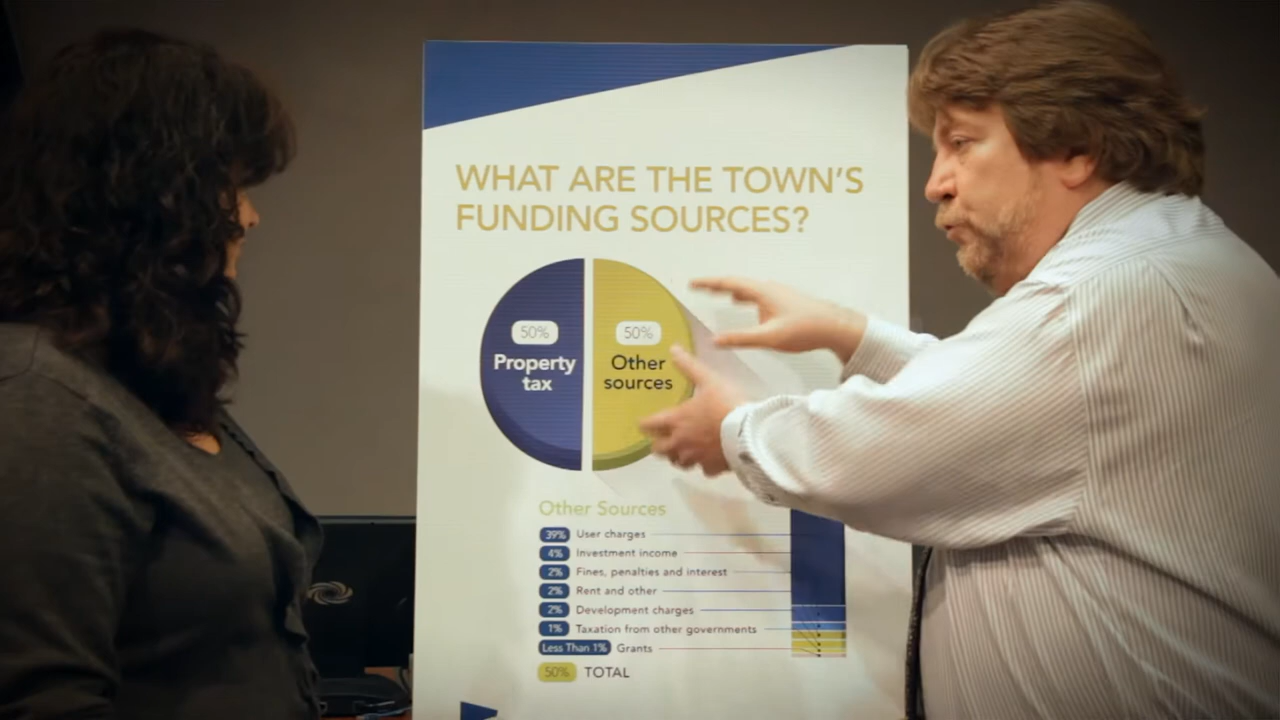 WHAT ARE THE TOWN'S
FUNDING SOURCES?
50%
Property
tax
50%
Other
sources
Other Sources
39% User charges
4% Investment income
2% Fines, penalties and interest
2% Rent and other
2% Development charges
1% Taxation from other governments
Less Than 1% Grants
50% TOTAL